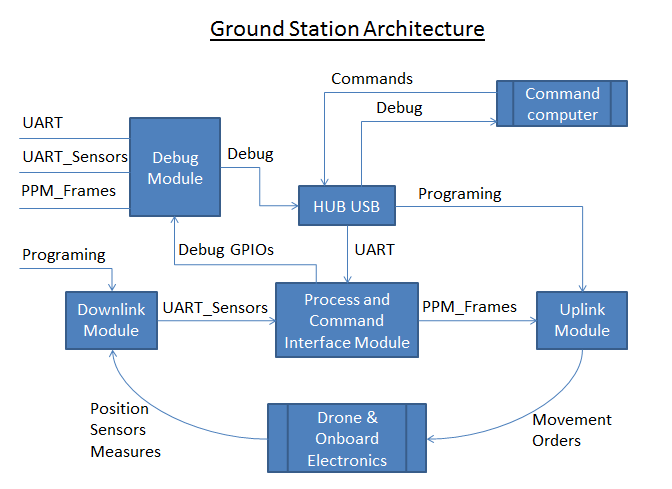 Ground Station Architecture
Commands
Command
computer
Debug
UART
UART_Sensors
PPM_Frames
Debug
Module
Debug
HUB USB
Programing
Programing
Debug GPIOs
UART
Downlink
Module
UART_Sensors
Process and
Command
Interface Module
PPM_Frames
Uplink
Module
Position
Sensors
Measures
Drone &
Onboard
Electronics
Movement
Orders